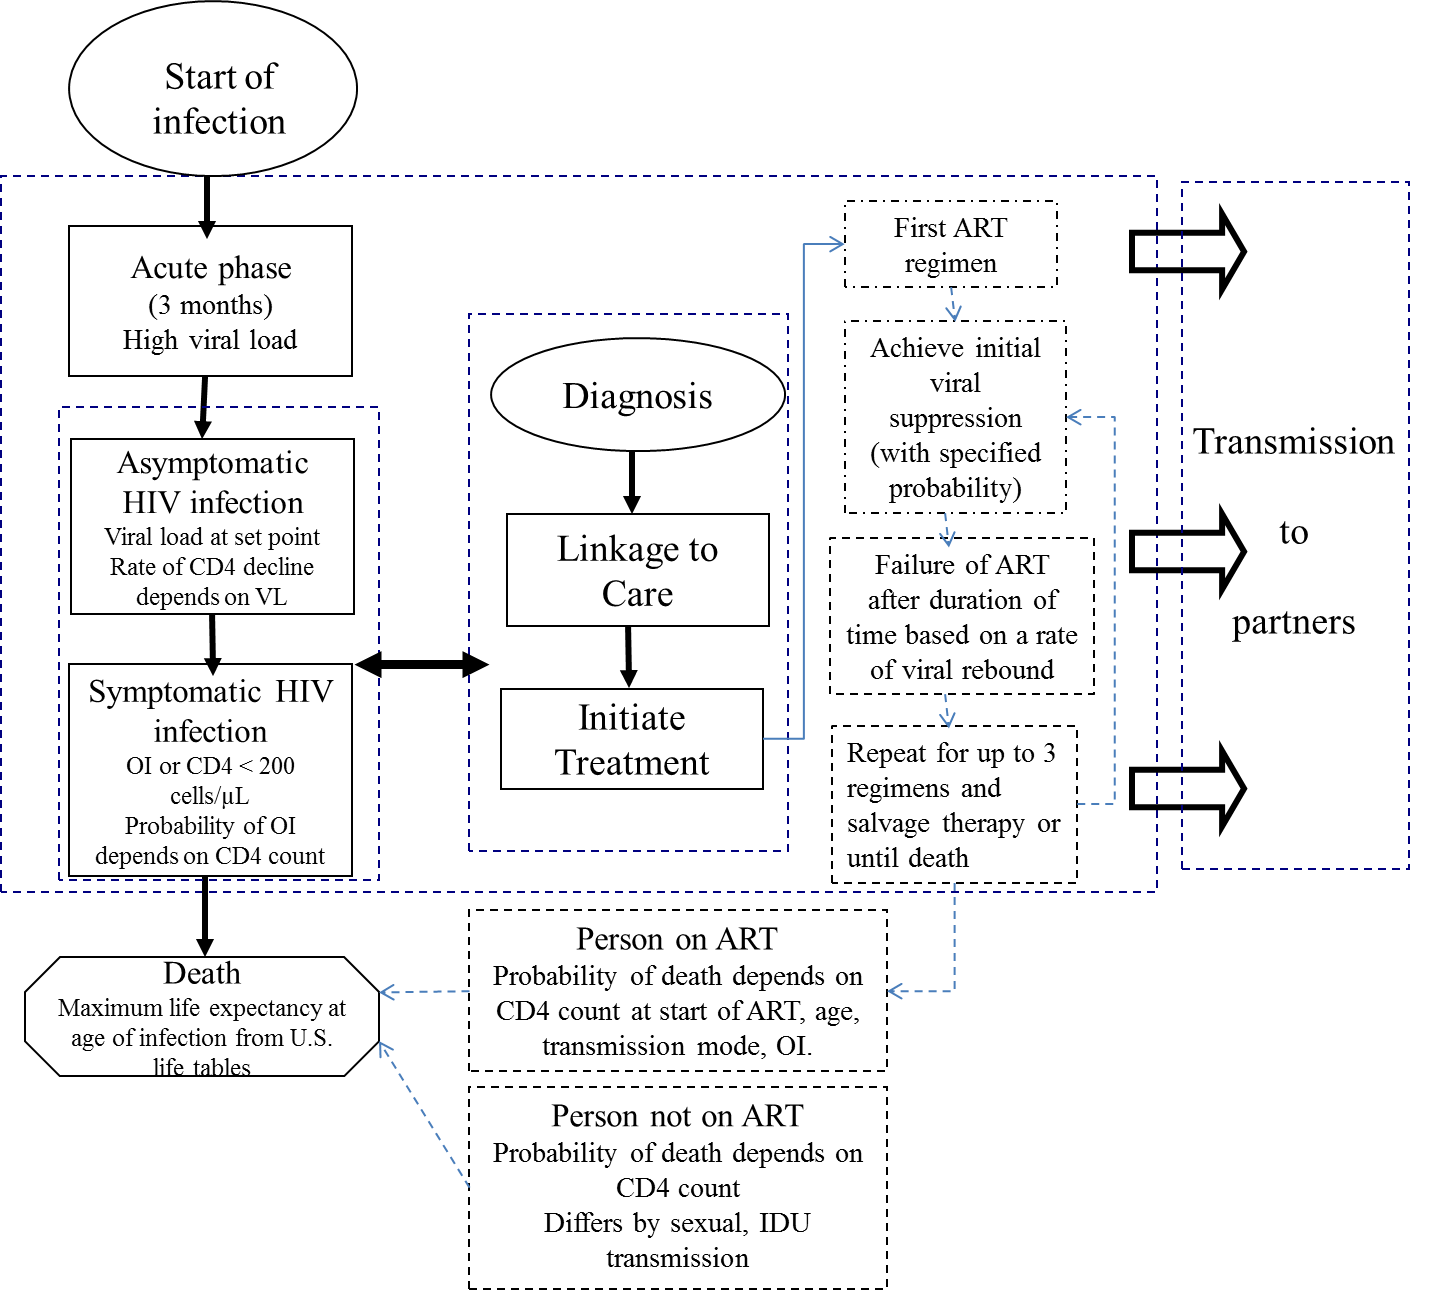 Start of
infection
Acute phase
(3 months)
High viral load
Asymptomatic
HIV infection
Viral load at set point
Rate of CD4 decline
depends on VL
Symptomatic HIV
infection
OI or CD4 < 200
cells/µL
Probability of OI
depends on CD4 count
Death
Maximum life expectancy at
age of infection from U.S.
life tables
Diagnosis
Linkage to
Care
Initiate
Treatment
First ART
regimen
Achieve initial
viral
suppression
(with specified
probability)
Failure of ART
after duration of
time based on a rate
of viral rebound
Repeat for up to 3
regimens and
salvage therapy or
until death
Person on ART
Probability of death depends on
CD4 count at start of ART, age,
transmission mode, OI.
Person not on ART
Probability of death depends on
CD4 count
Differs by sexual, IDU
transmission
Transmission
to
partners